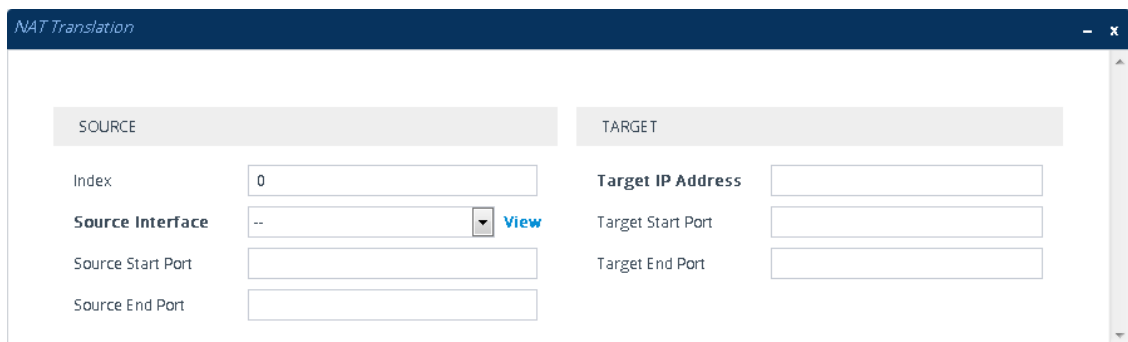 NAT Translation
– x
SOURCE
Index 0
Source Interface -- View
Source Start Port
Source End Port
TARGET
Target IP Address
Target Start Port
Target End Port